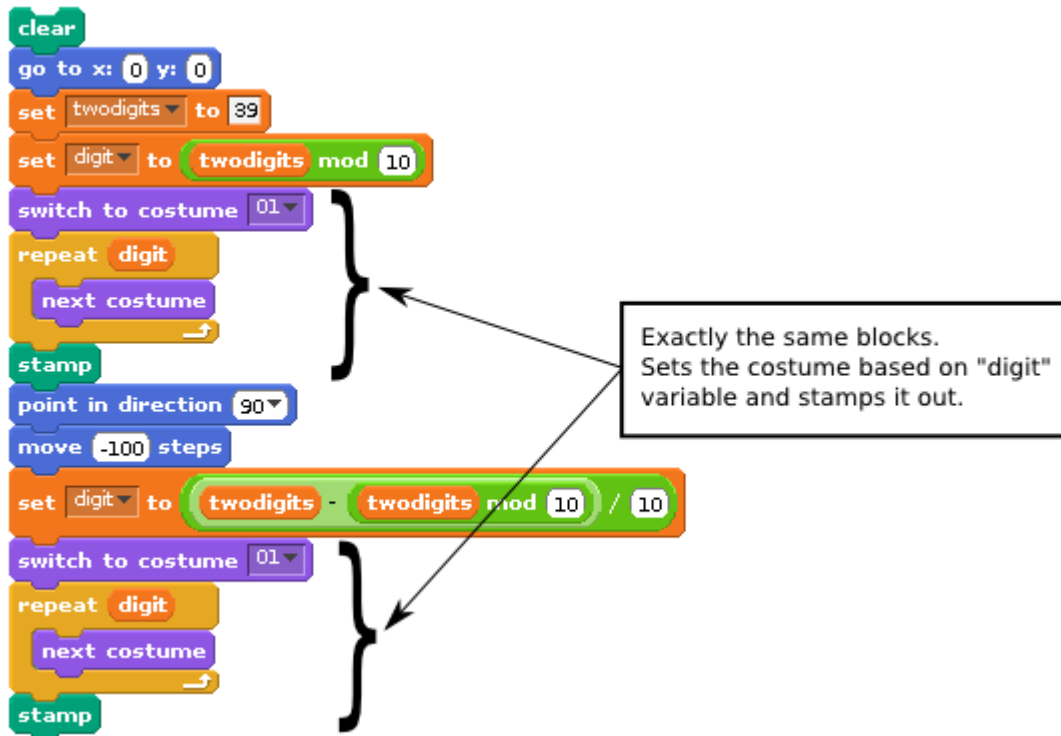 clear
go to x: 0 y: 0
set twodigits to 39
set digit to twodigits mod 10
switch to costume 01
repeat digit
next costume
stamp
point in direction 90
move -100 steps
set digit to twodigits - twodigits mod 10 / 10
switch to costume 01
repeat digit
next costume
stamp
Exactly the same blocks.
Sets the costume based on "digit"
variable and stamps it out.